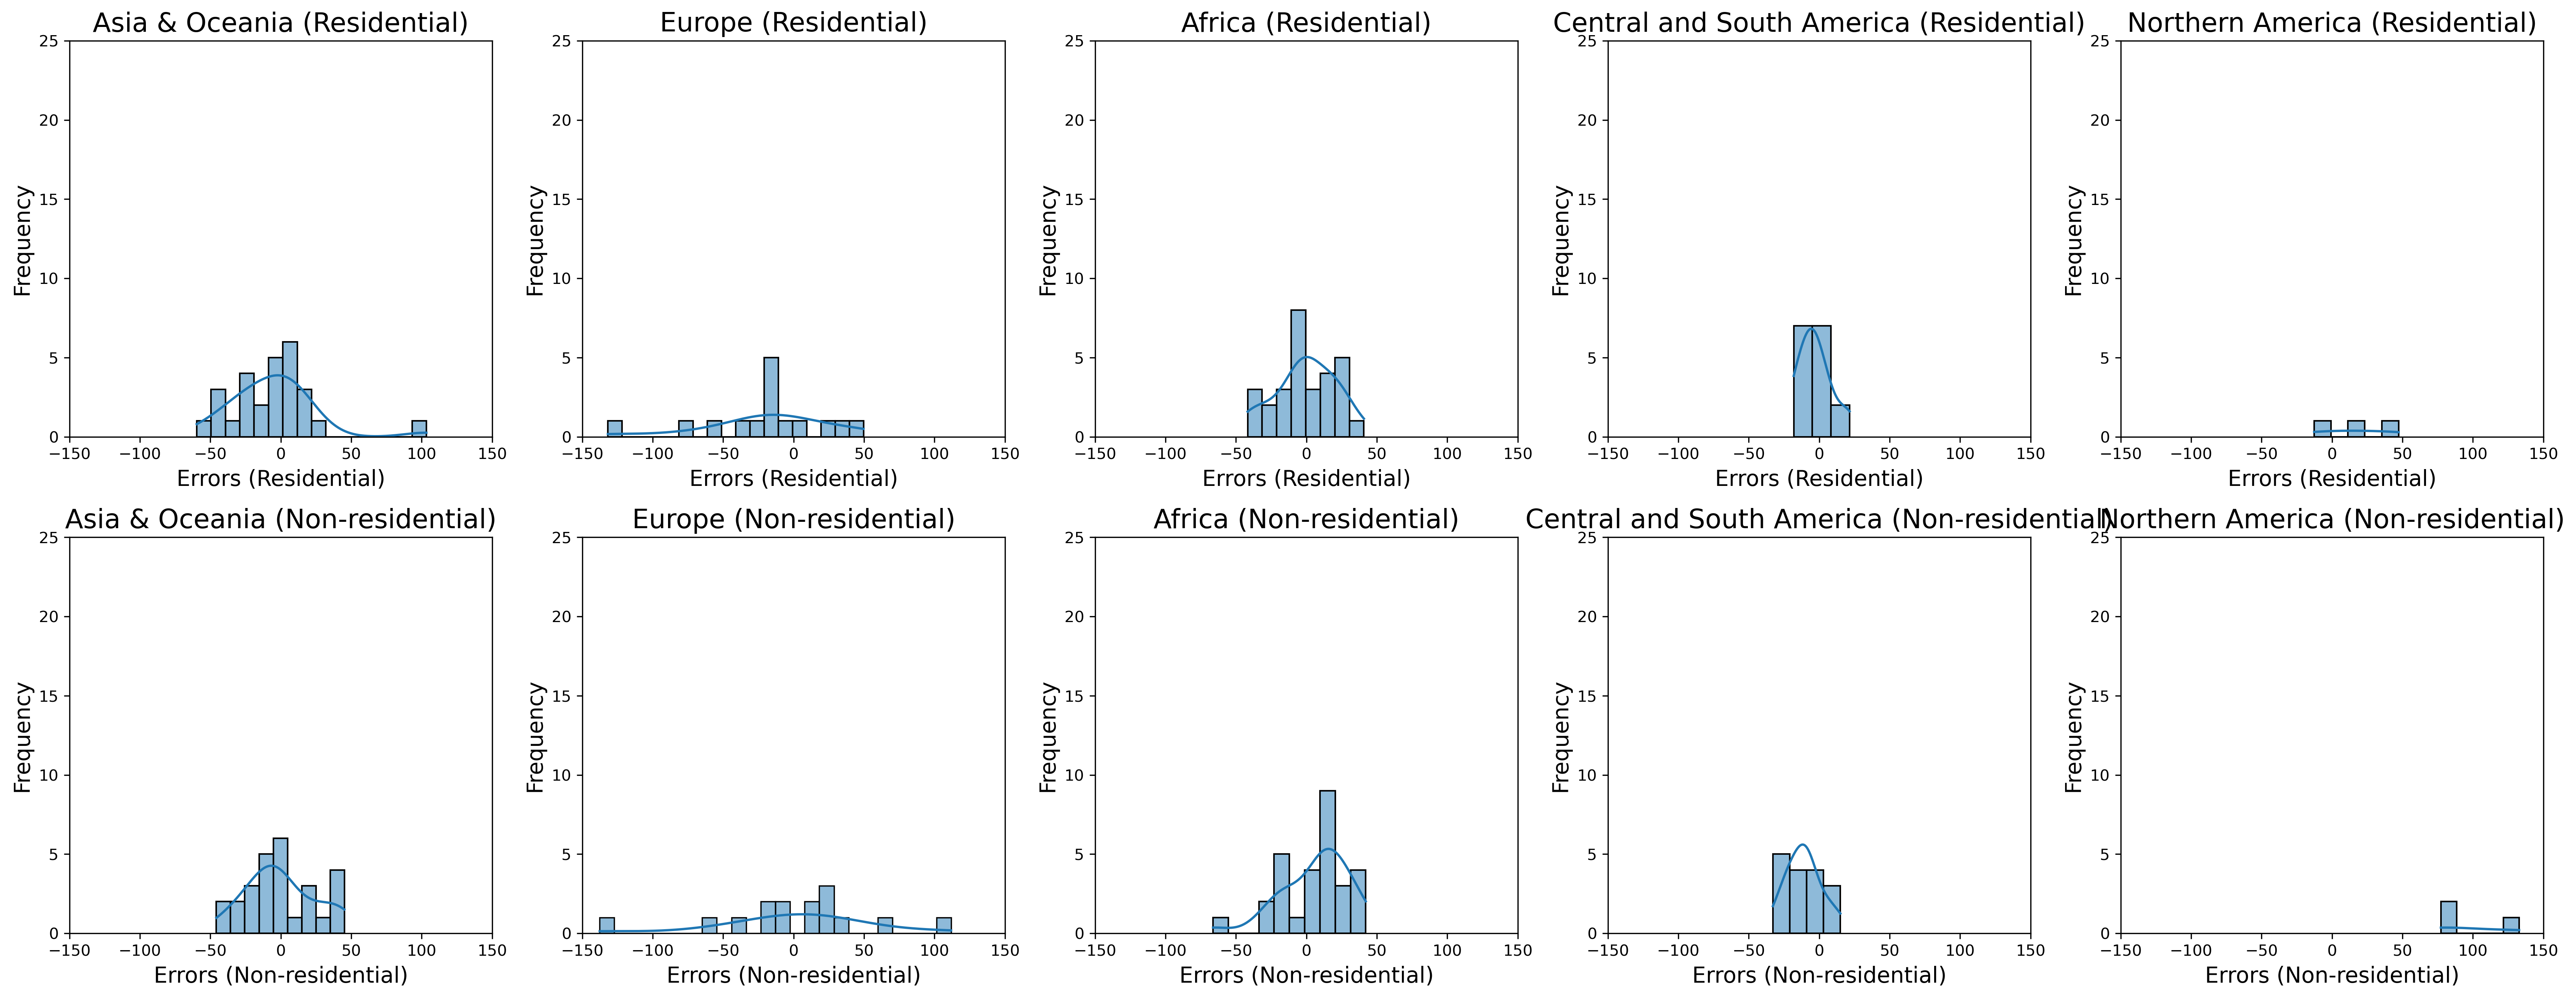 Asia & Oceania (Residential)
Europe (Residential)
Africa (Residential)
Central and South America (Residential)
Northern America (Residential)
25
20
15
10
5
0
Frequency
−150 −100 −50 0 50 100 150
Errors (Residential)
25
20
15
10
5
0
Frequency
−150 −100 −50 0 50 100 150
Errors (Residential)
25
20
15
10
5
0
Frequency
−150 −100 −50 0 50 100 150
Errors (Residential)
25
20
15
10
5
0
Frequency
−150 −100 −50 0 50 100 150
Errors (Residential)
25
20
15
10
5
0
Frequency
−150 −100 −50 0 50 100 150
Errors (Residential)
Asia & Oceania (Non-residential)
Europe (Non-residential)
Africa (Non-residential)
Central and South America (Non-residential)
Northern America (Non-residential)
25
20
15
10
5
0
Frequency
−150 −100 −50 0 50 100 150
Errors (Non-residential)
25
20
15
10
5
0
Frequency
−150 −100 −50 0 50 100 150
Errors (Non-residential)
25
20
15
10
5
0
Frequency
−150 −100 −50 0 50 100 150
Errors (Non-residential)
25
20
15
10
5
0
Frequency
−150 −100 −50 0 50 100 150
Errors (Non-residential)
25
20
15
10
5
0
Frequency
−150 −100 −50 0 50 100 150
Errors (Non-residential)